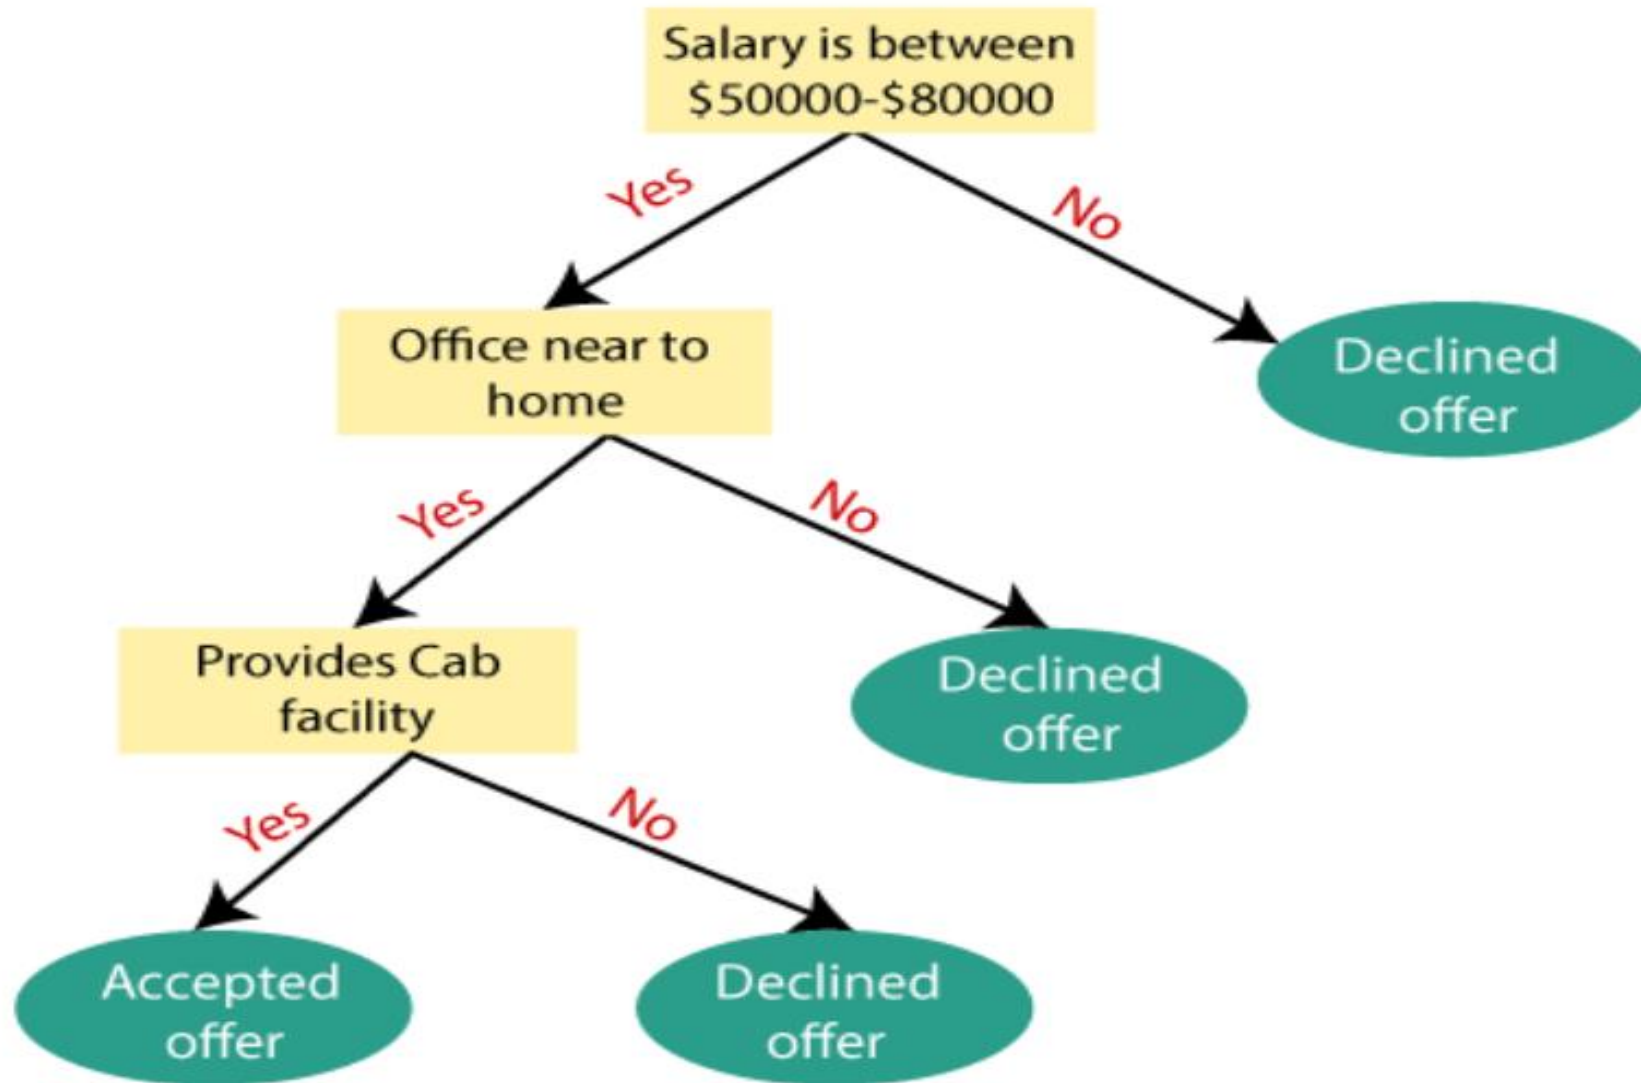 Salary is between
$50000-$80000
Yes
No
Office near to
home
Declined
offer
Yes
No
Provides Cab
facility
Declined
offer
Yes
No
Accepted
offer
Declined
offer